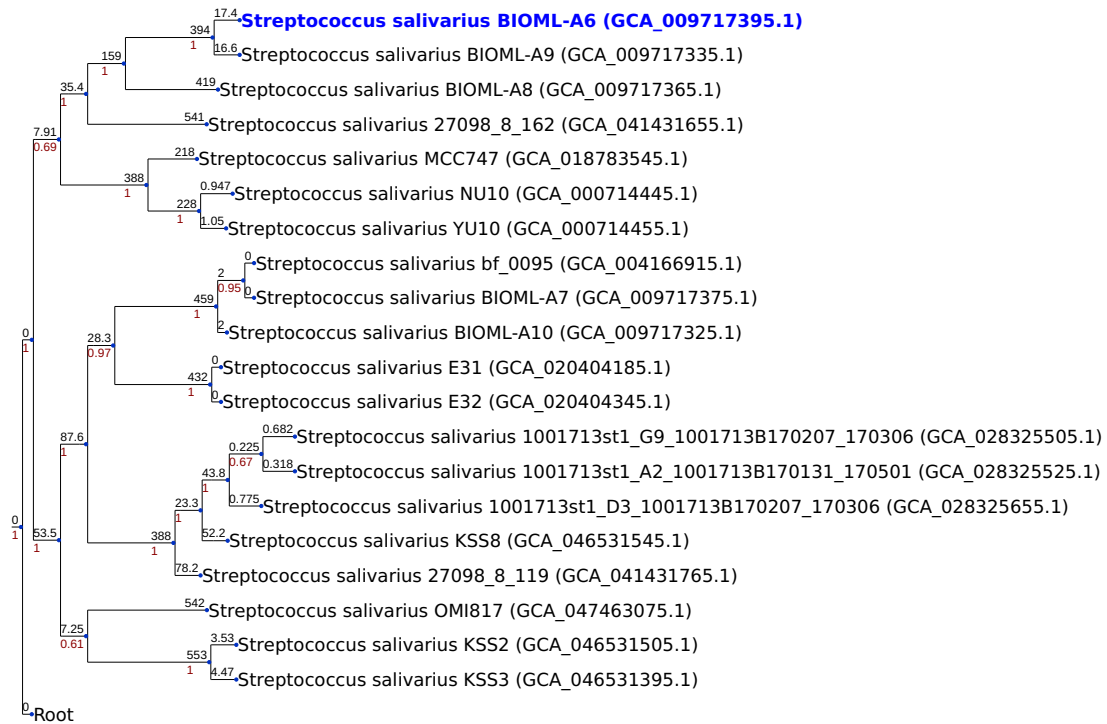 17.4
Streptococcus salivarius BIOML-A6 (GCA_009717395.1)
394
1
16.6
Streptococcus salivarius BIOML-A9 (GCA_009717335.1)
159
1
419
Streptococcus salivarius BIOML-A8 (GCA_009717365.1)
35.4
1
541
Streptococcus salivarius 27098_8_162 (GCA_041431655.1)
7.91
0.69
218
Streptococcus salivarius MCC747 (GCA_018783545.1)
388
1
0.947
Streptococcus salivarius NU10 (GCA_000714445.1)
228
1
1.05
Streptococcus salivarius YU10 (GCA_000714455.1)
0
Streptococcus salivarius bf_0095 (GCA_004166915.1)
2
0.95
0
Streptococcus salivarius BIOML-A7 (GCA_009717375.1)
459
1
2
Streptococcus salivarius BIOML-A10 (GCA_009717325.1)
0
1
28.3
0.97
0
Streptococcus salivarius E31 (GCA_020404185.1)
432
1
0
Streptococcus salivarius E32 (GCA_020404345.1)
87.6
1
0.682
Streptococcus salivarius 1001713st1_G9_1001713B170207_170306 (GCA_028325505.1)
0.225
0.67
0.318
Streptococcus salivarius 1001713st1_A2_1001713B170131_170501 (GCA_028325525.1)
43.8
1
0.775
Streptococcus salivarius 1001713st1_D3_1001713B170207_170306 (GCA_028325655.1)
23.3
1
52.2
Streptococcus salivarius KSS8 (GCA_046531545.1)
0
1
53.5
1
388
1
78.2
Streptococcus salivarius 27098_8_119 (GCA_041431765.1)
542
Streptococcus salivarius OMI817 (GCA_047463075.1)
7.25
0.61
3.53
Streptococcus salivarius KSS2 (GCA_046531505.1)
553
1
4.47
Streptococcus salivarius KSS3 (GCA_046531395.1)
0
Root